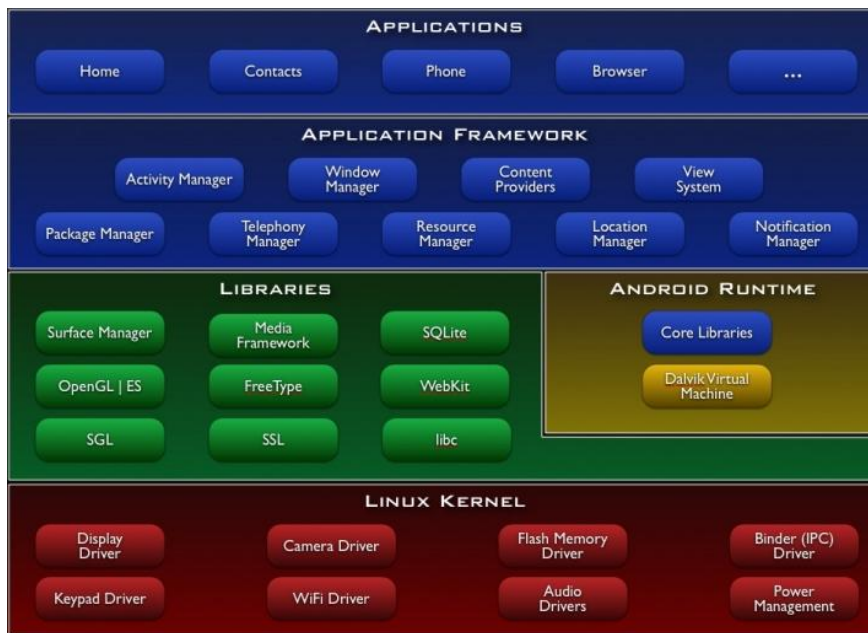 APPLICATIONS
Home
Contacts
Phone
Browser
...
APPLICATION FRAMEWORK
Activity Manager
Window
Manager
Content
Providers
View
System
Package Manager
Telephony
Manager
Resource
Manager
Location
Manager
Notification
Manager
LIBRARIES
Surface Manager
Media
Framework
SQLite
OpenGL | ES
FreeType
WebKit
SGL
SSL
libc
ANDROID RUNTIME
Core Libraries
Dalvik Virtual
Machine
LINUX KERNEL
Display
Driver
Camera Driver
Flash Memory
Driver
Binder (IPC)
Driver
Keypad Driver
WiFi Driver
Audio
Drivers
Power
Management